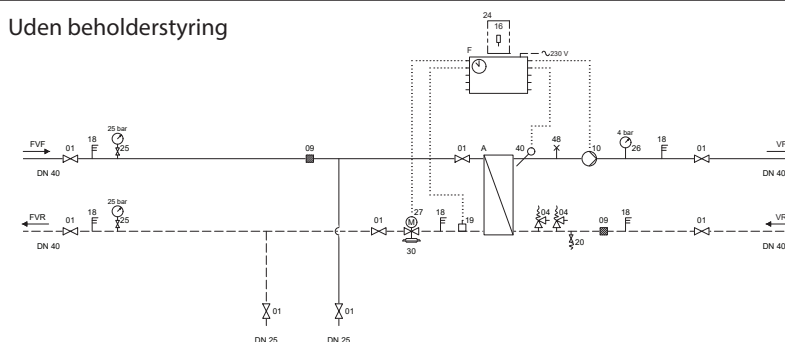 Uden beholderstyring
24
16
F
230 V
25 bar
25 bar
4 bar
FVF
01
18
25
09
01
A
40
48
10
26
18
01
VF
DN 40
DN 40
FVR
01
18
25
01
M
27
18
19
04
04
09
18
01
VR
DN 40
30
20
DN 40
01
01
DN 25
DN 25